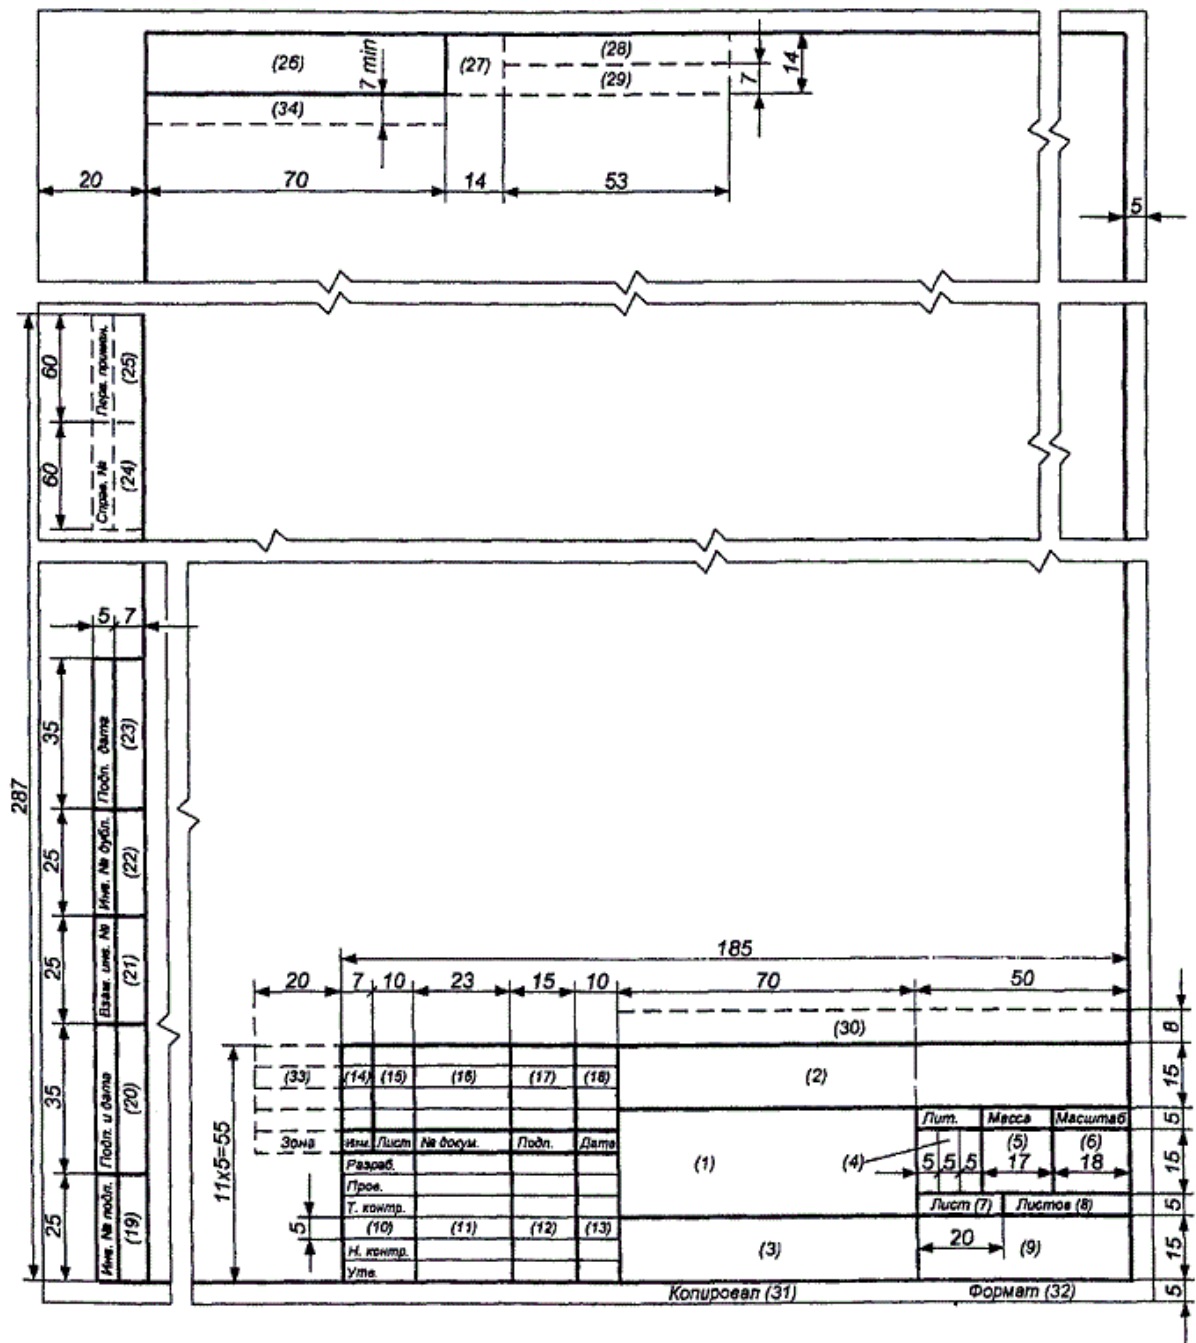 (26) 7 min (27) (28) 7 14
(29)
(34)
20 70 14 53
5
60 Перв. примен. (25)
60 Справ. № (24)
5 7
287
35 Подп. дата (23)
25 Инв. № дубл. (22)
25 Взам. инв. № (21)
35 Подп. и дата (20)
25 Инв. № подл. (19)
185
20 7 10 23 15 10 70 50
(30) 8
(33) (14) (15) (16) (17) (18) (2) 15
Лит. Масса Масштаб 5
Зона Изм. Лист № докум. Подп. Дата
11x5=55
Разраб. (1) (4) (5) (6)
5 5 5 17 18 15
Пров.
Т. контр. Лист (7) Листов (8) 5
5 (10) (11) (12) (13)
Н. контр. (3) 20 (9) 15
Утв.
Копировал (31) Формат (32) 5